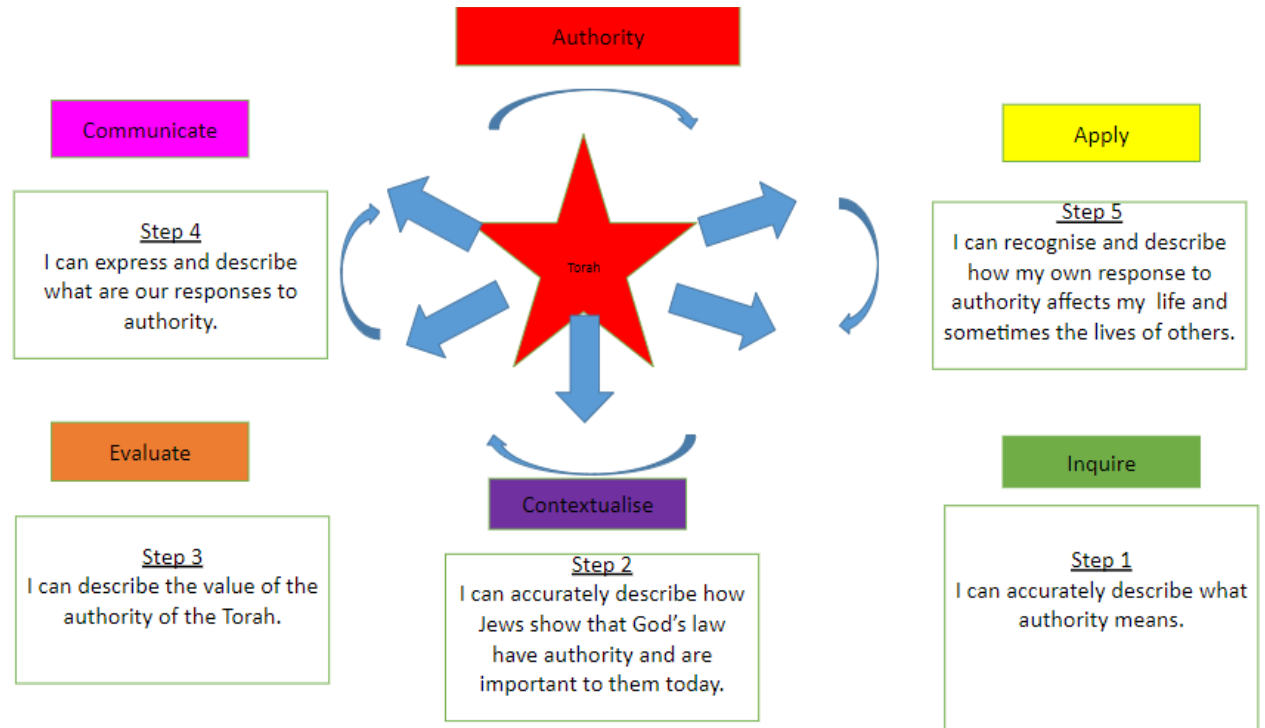 Authority
Communicate
Apply
Step 4
I can express and describe
what are our responses to
authority.
Torah
Step 5
I can recognise and describe
how my own response to
authority affects my life and
sometimes the lives of others.
Evaluate
Contextualise
Inquire
Step 3
I can describe the value of the
authority of the Torah.
Step 2
I can accurately describe how
Jews show that God’s law
have authority and are
important to them today.
Step 1
I can accurately describe what
authority means.